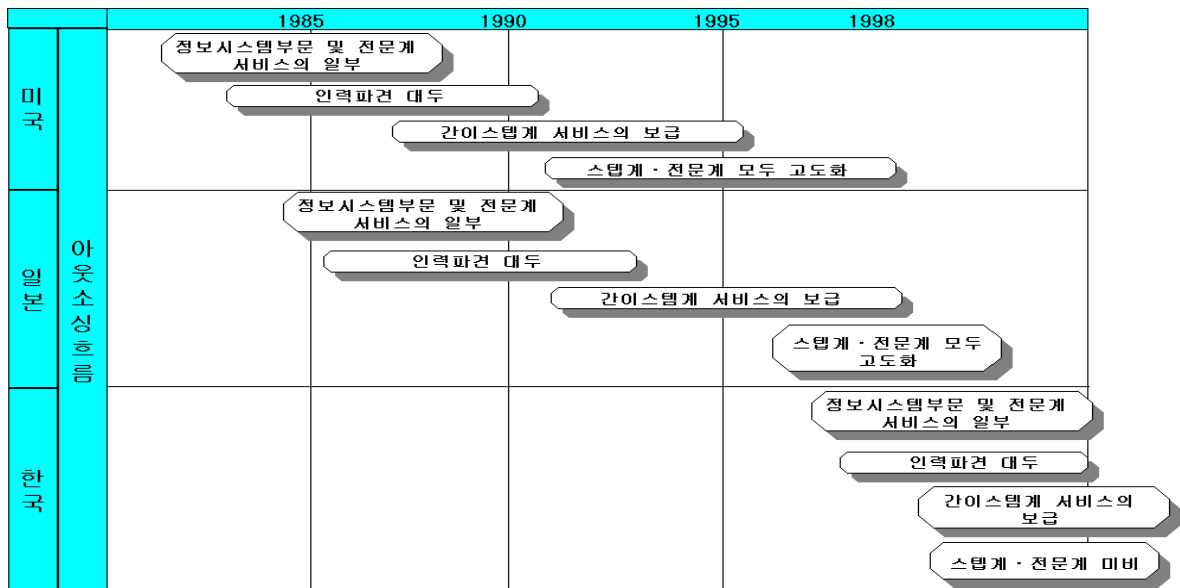 1985 1990 1995 1998
미국
아웃소싱흐름
정보시스템부문 및 전문계
서비스의 일부
인력파견 대두
간이스텝계 서비스의 보급
스텝계·전문계 모두 고도화
일본
정보시스템부문 및 전문계
서비스의 일부
인력파견 대두
간이스템계 서비스의 보급
스텝계·전문계 모두
고도화
한국
정보시스템부문 및 전문계
서비스의 일부
인력파견 대두
간이스템계 서비스의
보급
스텝계·전문계 미비